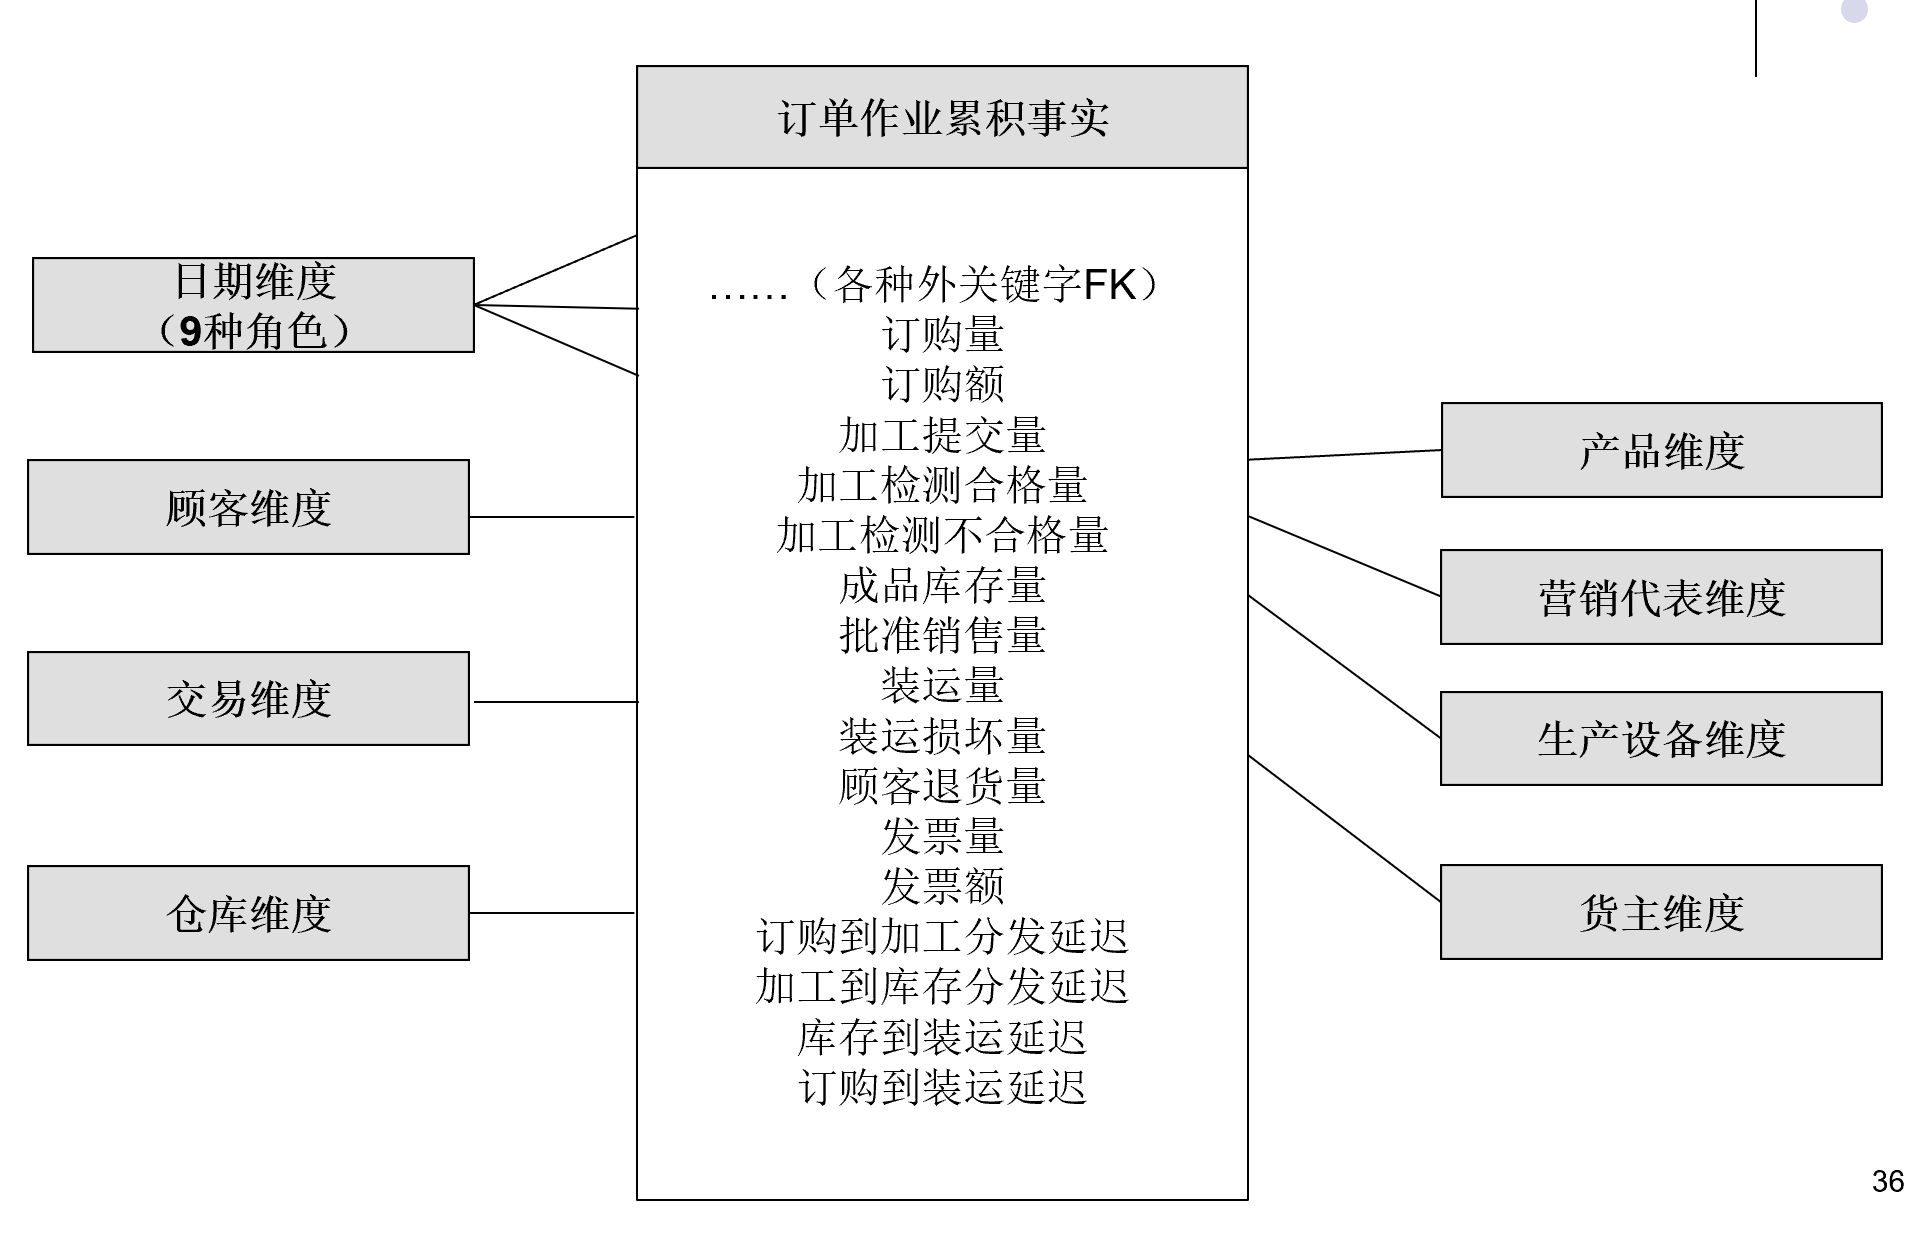 订单作业累积事实
日期维度
（9种角色）
顾客维度
交易维度
仓库维度
……（各种外关键字FK）
订购量
订购额
加工提交量
加工检测合格量
加工检测不合格量
成品库存量
批准销售量
装运量
装运损坏量
顾客退货量
发票量
发票额
订购到加工分发延迟
加工到库存分发延迟
库存到装运延迟
订购到装运延迟
产品维度
营销代表维度
生产设备维度
货主维度
36